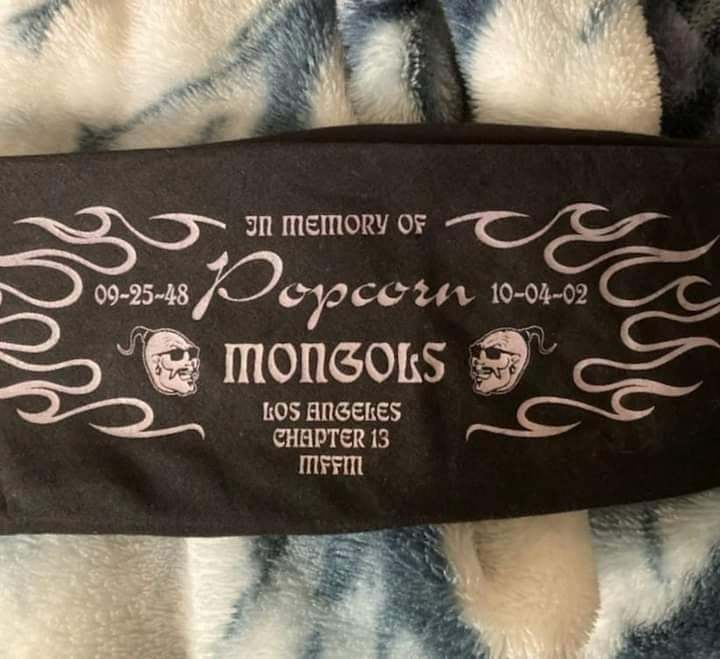 IN MEMORY OF
09-25-48 Popcorn 10-04-02
MONGOLS
LOS ANGELES
CHAPTER 13
MFFM